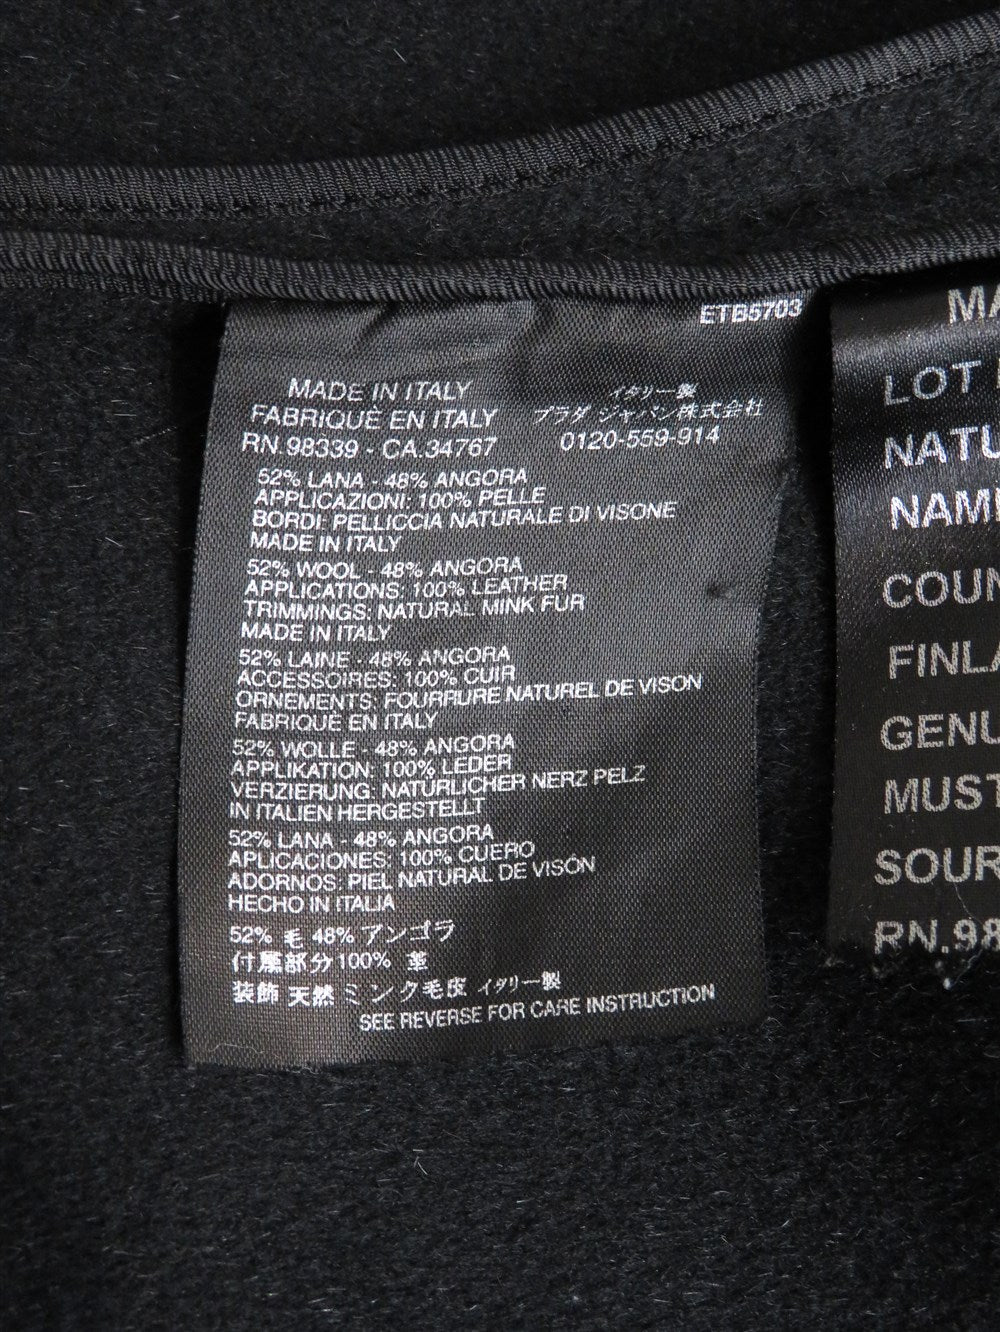 ETB5703
MADE IN ITALY
FABRIQUÉ EN ITALY
RN.98339 - CA.34767
イタリー製
プラダ ジャパン株式会社
0120-559-914
52% LANA - 48% ANGORA
APPLICAZIONI: 100% PELLE
BORDI: PELLICCIA NATURALE DI VISONE
MADE IN ITALY
52% WOOL - 48% ANGORA
APPLICATIONS: 100% LEATHER
TRIMMINGS: NATURAL MINK FUR
MADE IN ITALY
52% LAINE - 48% ANGORA
ACCESSOIRES: 100% CUIR
ORNEMENTS: FOURRURE NATUREL DE VISON
FABRIQUÉ EN ITALY
52% WOLLE - 48% ANGORA
APPLIKATION: 100% LEDER
VERZIERUNG: NATÜRLICHER NERZ PELZ
IN ITALIEN HERGESTELLT
52% LANA - 48% ANGORA
APLICACIONES: 100% CUERO
ADORNOS: PIEL NATURAL DE VISÓN
HECHO IN ITALIA
52% 毛 48% アンゴラ
付属部分100% 革
装飾 天然 ミンク毛皮 イタリー製
SEE REVERSE FOR CARE INSTRUCTION
MA
LOT
NATU
NAM
COUN
FINLA
GENU
MUST
SOUR
RN.98